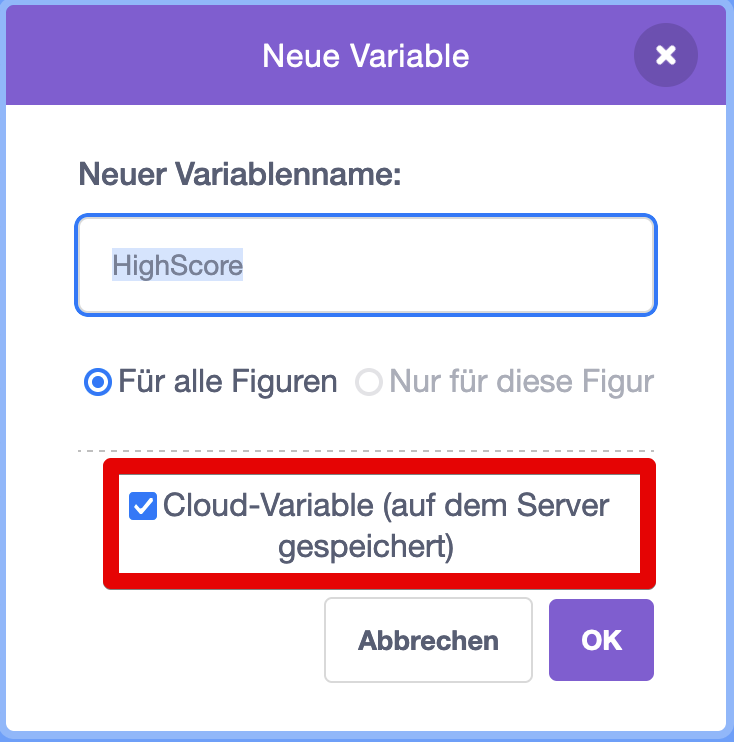 Neue Variable
Neuer Variablenname:
HighScore
Für alle Figuren Nur für diese Figur
Cloud-Variable (auf dem Server
gespeichert)
Abbrechen OK